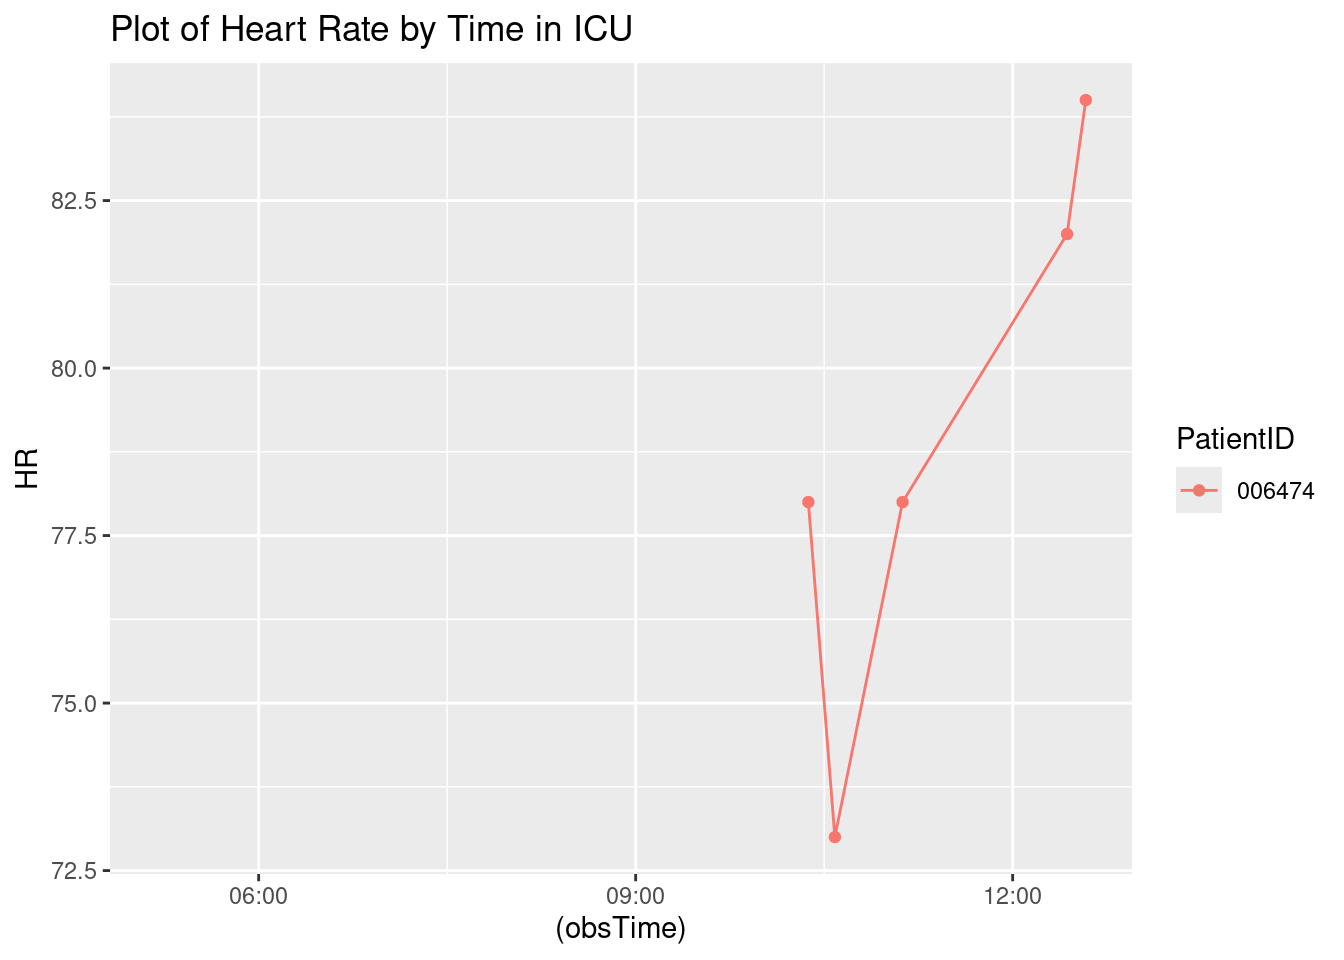 Plot of Heart Rate by Time in ICU
82.5
80.0
77.5
75.0
72.5
HR
06:00 09:00 12:00
(obsTime)
PatientID
006474